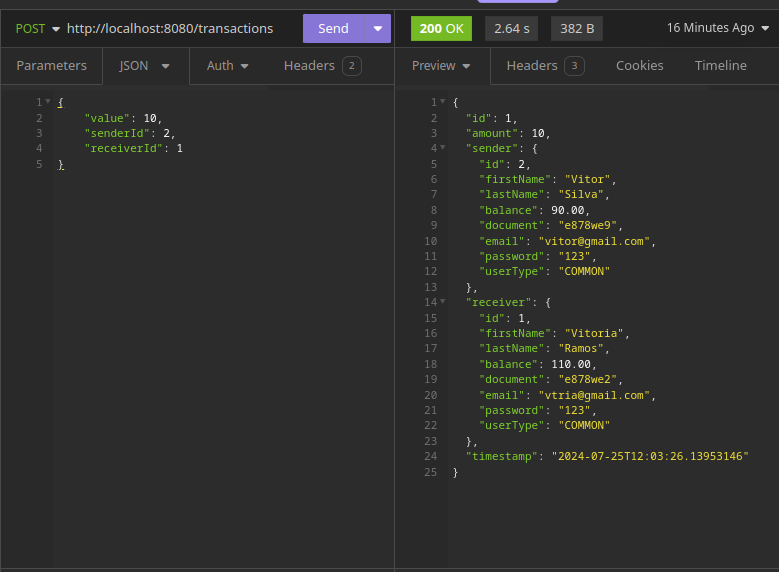 POST http://localhost:8080/transactions Send
200 OK 2.64 s 382 B 16 Minutes Ago
Parameters JSON Auth Headers 2
Preview Headers 3 Cookies Timeline
1 {
2 "value": 10,
3 "senderId": 2,
4 "receiverId": 1
5 }
1 {
2 "id": 1,
3 "amount": 10,
4 "sender": {
5 "id": 2,
6 "firstName": "Vitor",
7 "lastName": "Silva",
8 "balance": 90.00,
9 "document": "e878we9",
10 "email": "vitor@gmail.com",
11 "password": "123",
12 "userType": "COMMON"
13 },
14 "receiver": {
15 "id": 1,
16 "firstName": "Vitoria",
17 "lastName": "Ramos",
18 "balance": 110.00,
19 "document": "e878we2",
20 "email": "vtria@gmail.com",
21 "password": "123",
22 "userType": "COMMON"
23 },
24 "timestamp": "2024-07-25T12:03:26.13953146"
25 }